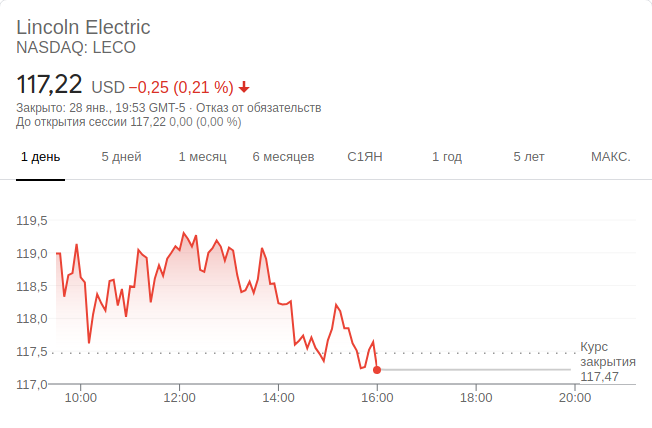 Lincoln Electric
NASDAQ: LECO
117,22 USD −0,25 (0,21 %)
Закрыто: 28 янв., 19:53 GMT-5 · Отказ от обязательств
До открытия сессии 117,22 0,00 (0,00 %)
1 день 5 дней 1 месяц 6 месяцев С1ЯН 1 год 5 лет МАКС.
119,5
119,0
118,5
118,0
117,5
117,0
Курс
закрытия
117,47
10:00 12:00 14:00 16:00 18:00 20:00